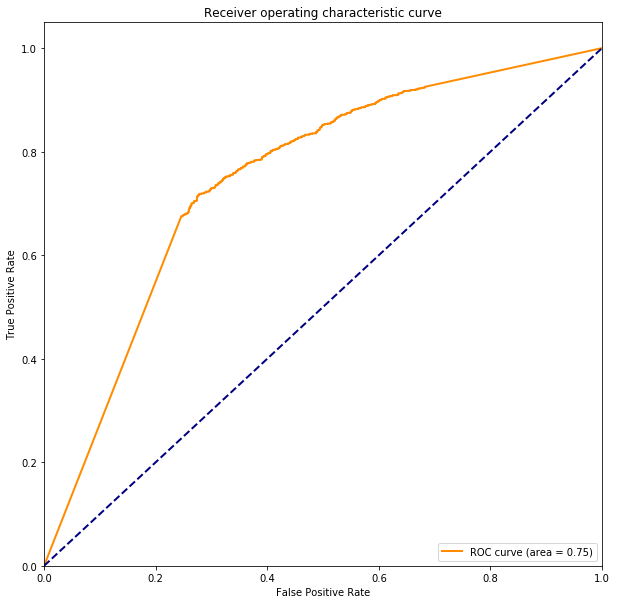 Receiver operating characteristic curve
1.0
0.8
0.6
0.4
0.2
0.0
True Positive Rate
0.0 0.2 0.4 0.6 0.8 1.0
False Positive Rate
ROC curve (area = 0.75)